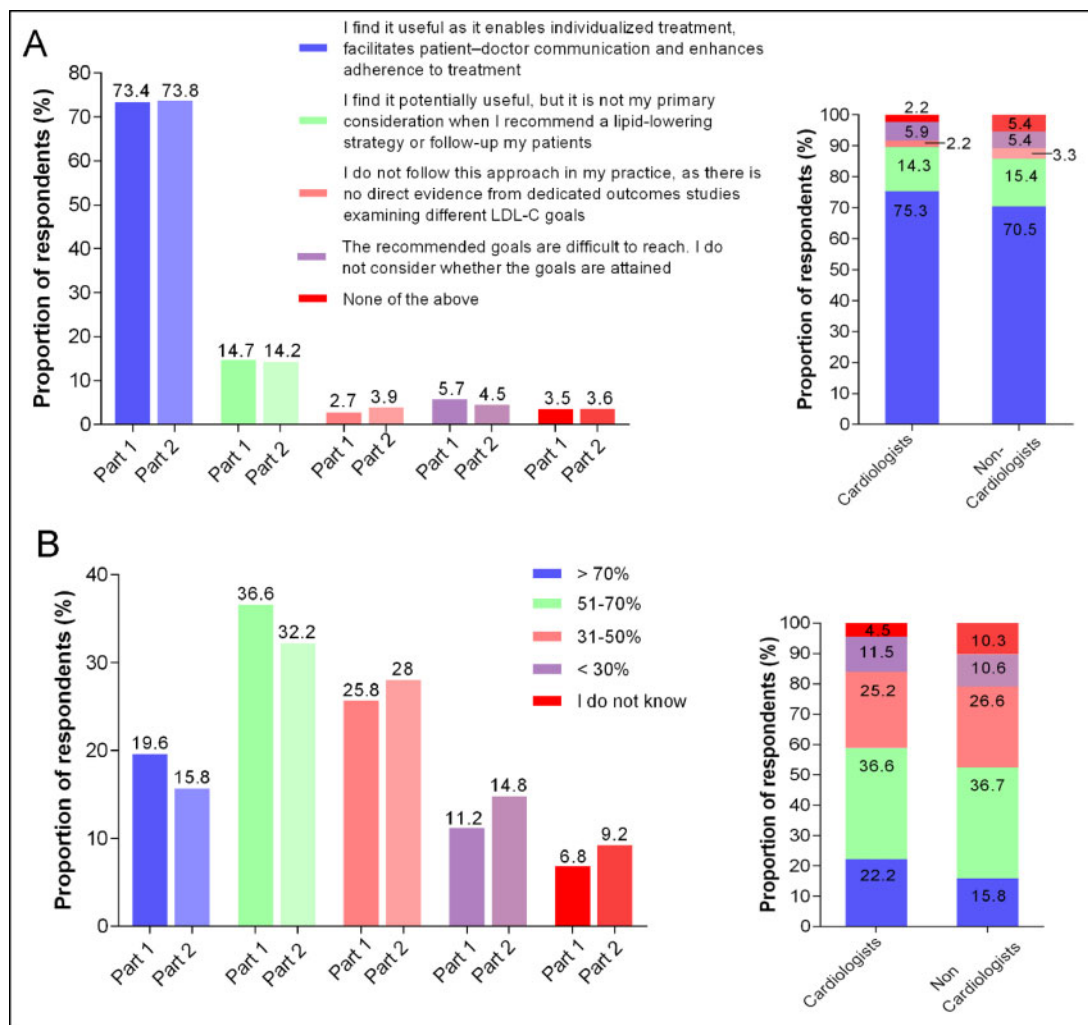 A
I find it useful as it enables individualized treatment,
facilitates patient–doctor communication and enhances
adherence to treatment
I find it potentially useful, but it is not my primary
consideration when I recommend a lipid-lowering
strategy or follow-up my patients
I do not follow this approach in my practice, as there is
no direct evidence from dedicated outcomes studies
examining different LDL-C goals
The recommended goals are difficult to reach. I do
not consider whether the goals are attained
None of the above
Proportion of respondents (%)
80
70
60
50
40
30
20
10
0
73.4 73.8
14.7 14.2
2.7 3.9
5.7 4.5
3.5 3.6
Part 1 Part 2 Part 1 Part 2 Part 1 Part 2 Part 1 Part 2 Part 1 Part 2
Proportion of respondents (%)
100
90
80
70
60
50
40
30
20
10
0
2.2
5.9
2.2
14.3
75.3
5.4
5.4
3.3
15.4
70.5
Cardiologists
Non-
Cardiologists
B
> 70%
51-70%
31-50%
< 30%
I do not know
Proportion of respondents (%)
40
30
20
10
0
19.6 15.8
36.6 32.2
25.8 28
11.2 14.8
6.8 9.2
Part 1 Part 2 Part 1 Part 2 Part 1 Part 2 Part 1 Part 2 Part 1 Part 2
Proportion of respondents (%)
100
90
80
70
60
50
40
30
20
10
0
4.5
11.5
25.2
36.6
22.2
10.3
10.6
26.6
36.7
15.8
Cardiologists
Non
Cardiologists